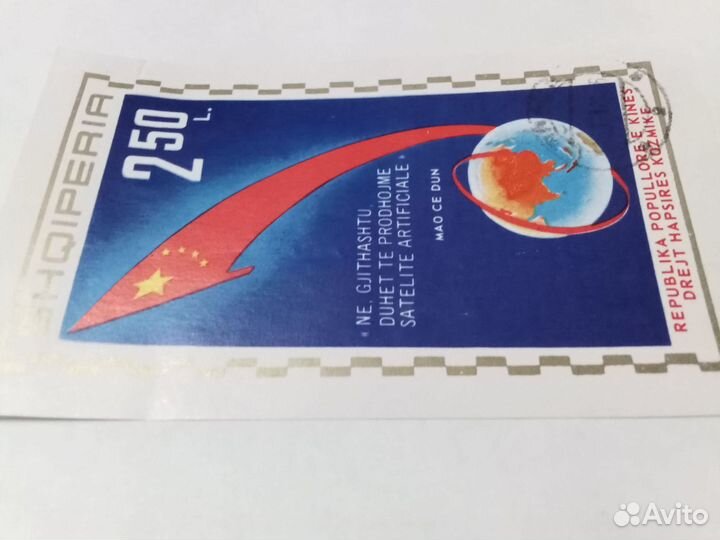 SHQIPERIA
250 L.
« NE, GJITHASHTU,
DUHET TE PRODHOJME
SATELITE ARTIFICIALE »
MAO CE DUN
REPUBLIKA POPULLORE E KINES
DREJT HAPSIRES KOZMIKE
Avito